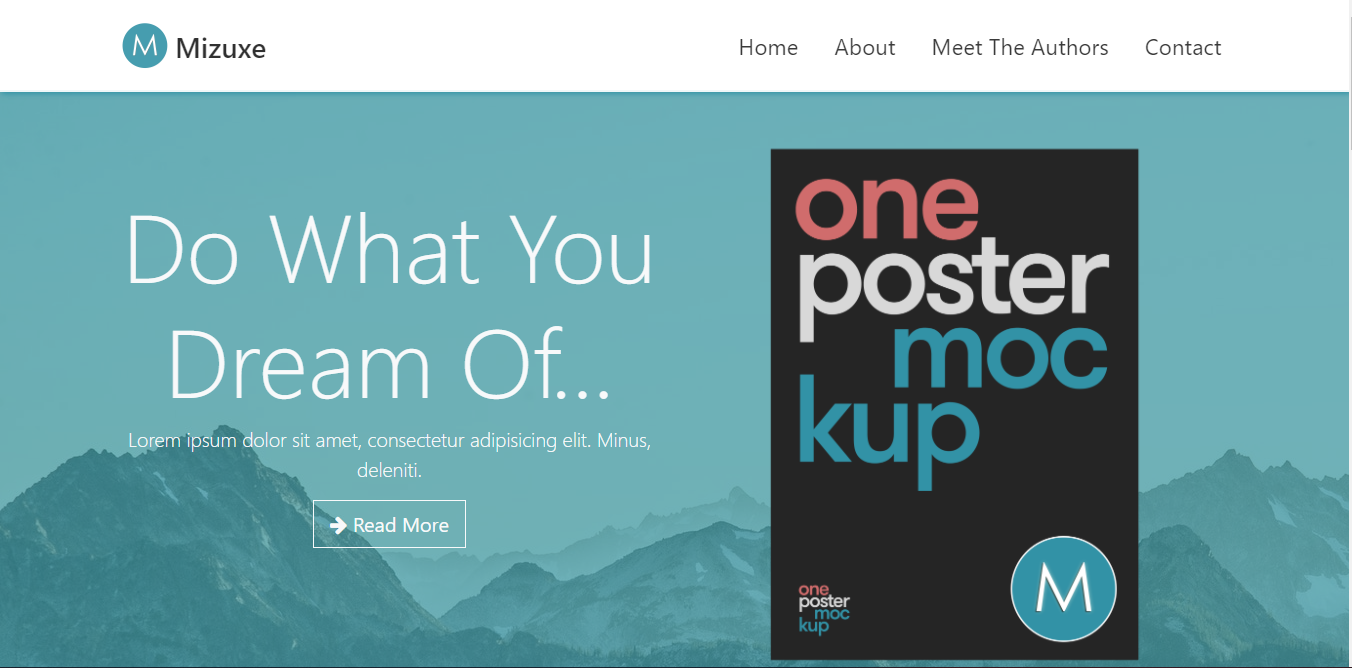 M Mizuxe
Home About Meet The Authors Contact
Do What You
Dream Of...
Lorem ipsum dolor sit amet, consectetur adipisicing elit. Minus,
deleniti.
Read More
one
poster
moc
kup
one
poster
moc
kup
M